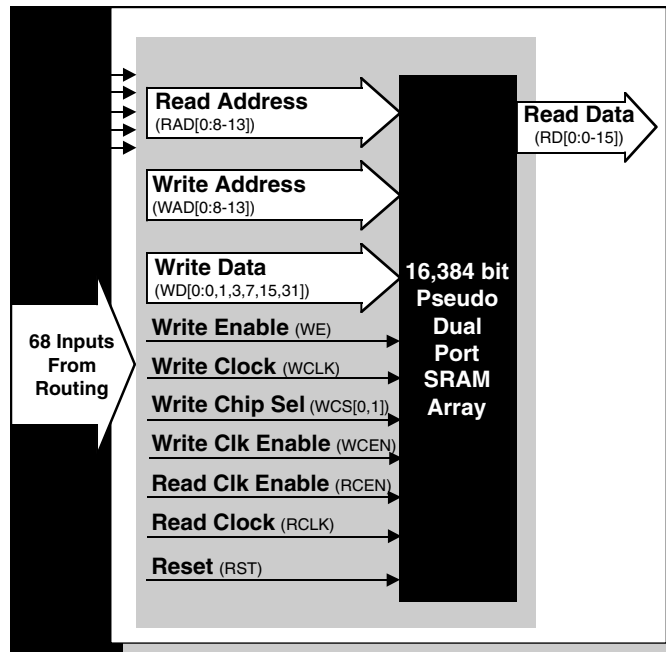 Read Address
(RAD[0:8-13])
Read Data
(RD[0:0-15])
Write Address
(WAD[0:8-13])
Write Data
(WD[0:0,1,3,7,15,31])
16,384 bit
Pseudo
Dual
Port
SRAM
Array
68 Inputs
From
Routing
Write Enable (WE)
Write Clock (WCLK)
Write Chip Sel (WCS[0,1])
Write Clk Enable (WCEN)
Read Clk Enable (RCEN)
Read Clock (RCLK)
Reset (RST)